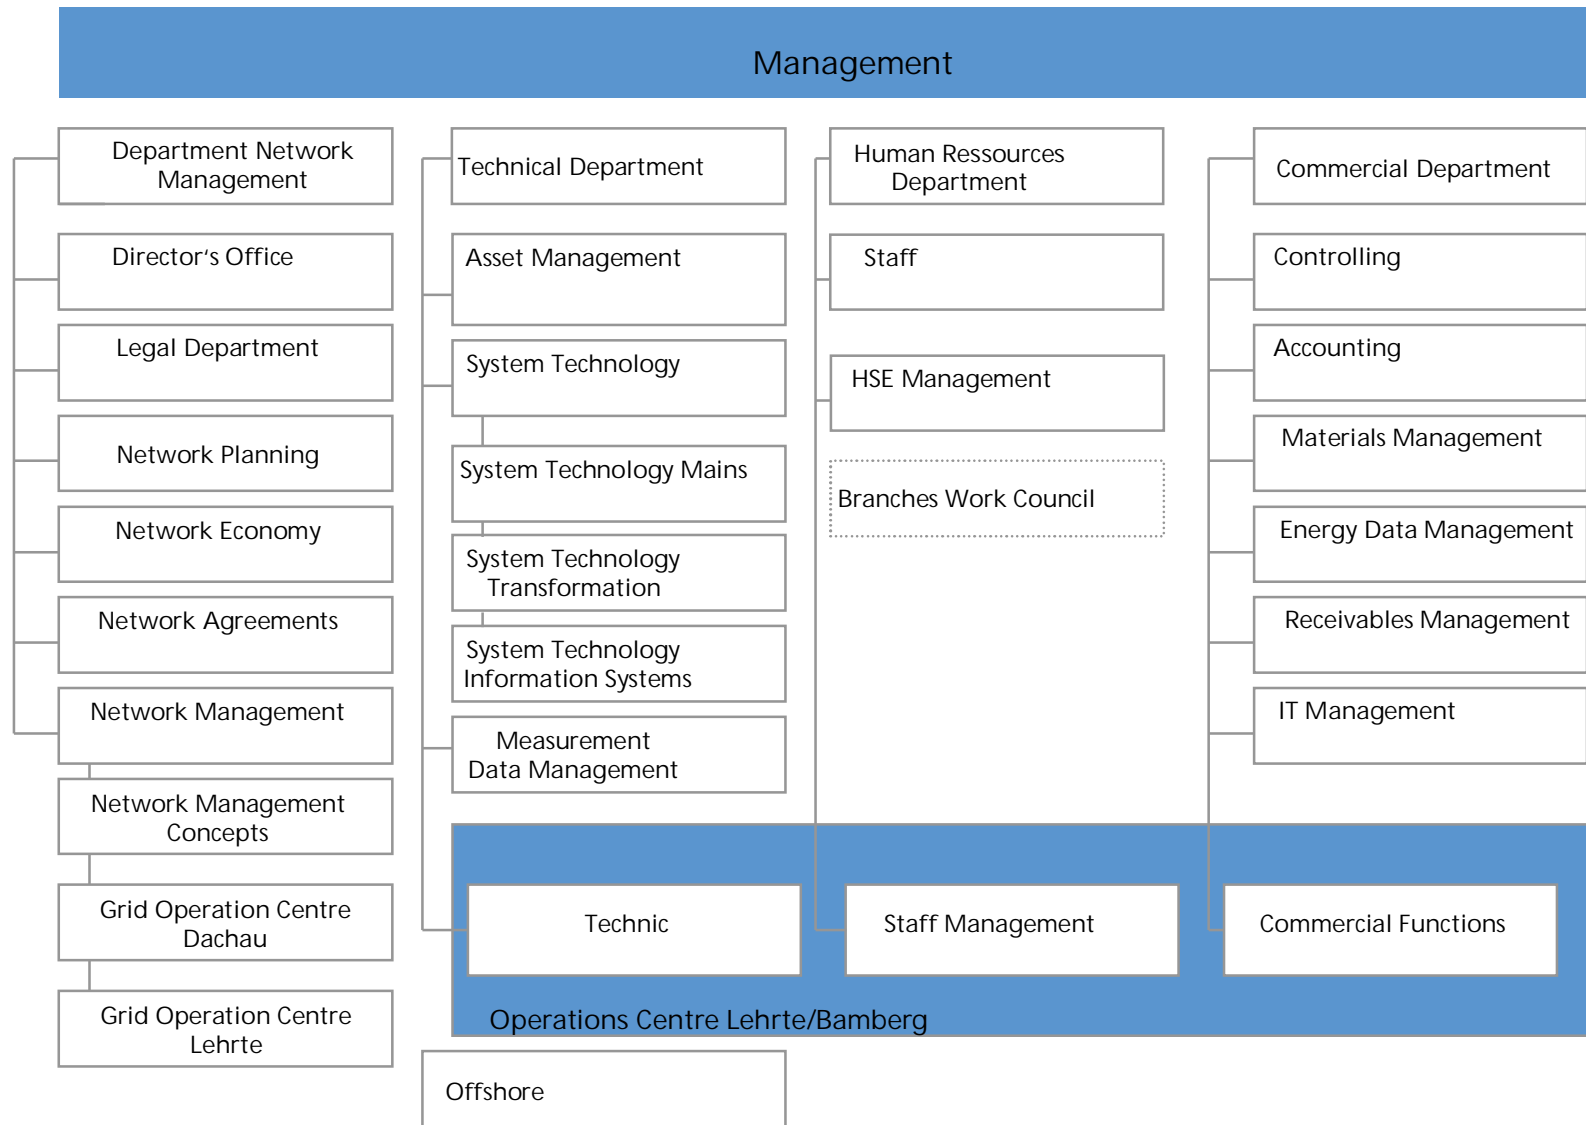 Management
Department Network
Management
Director's Office
Legal Department
Network Planning
Network Economy
Network Agreements
Network Management
Network Management
Concepts
Grid Operation Centre
Dachau
Grid Operation Centre
Lehrte
Technical Department
Asset Management
System Technology
System Technology Mains
System Technology
Transformation
System Technology
Information Systems
Measurement
Data Management
Human Ressources
Department
Staff
HSE Management
Branches Work Council
Commercial Department
Controlling
Accounting
Materials Management
Energy Data Management
Receivables Management
IT Management
Technic
Staff Management
Commercial Functions
Operations Centre Lehrte/Bamberg
Offshore